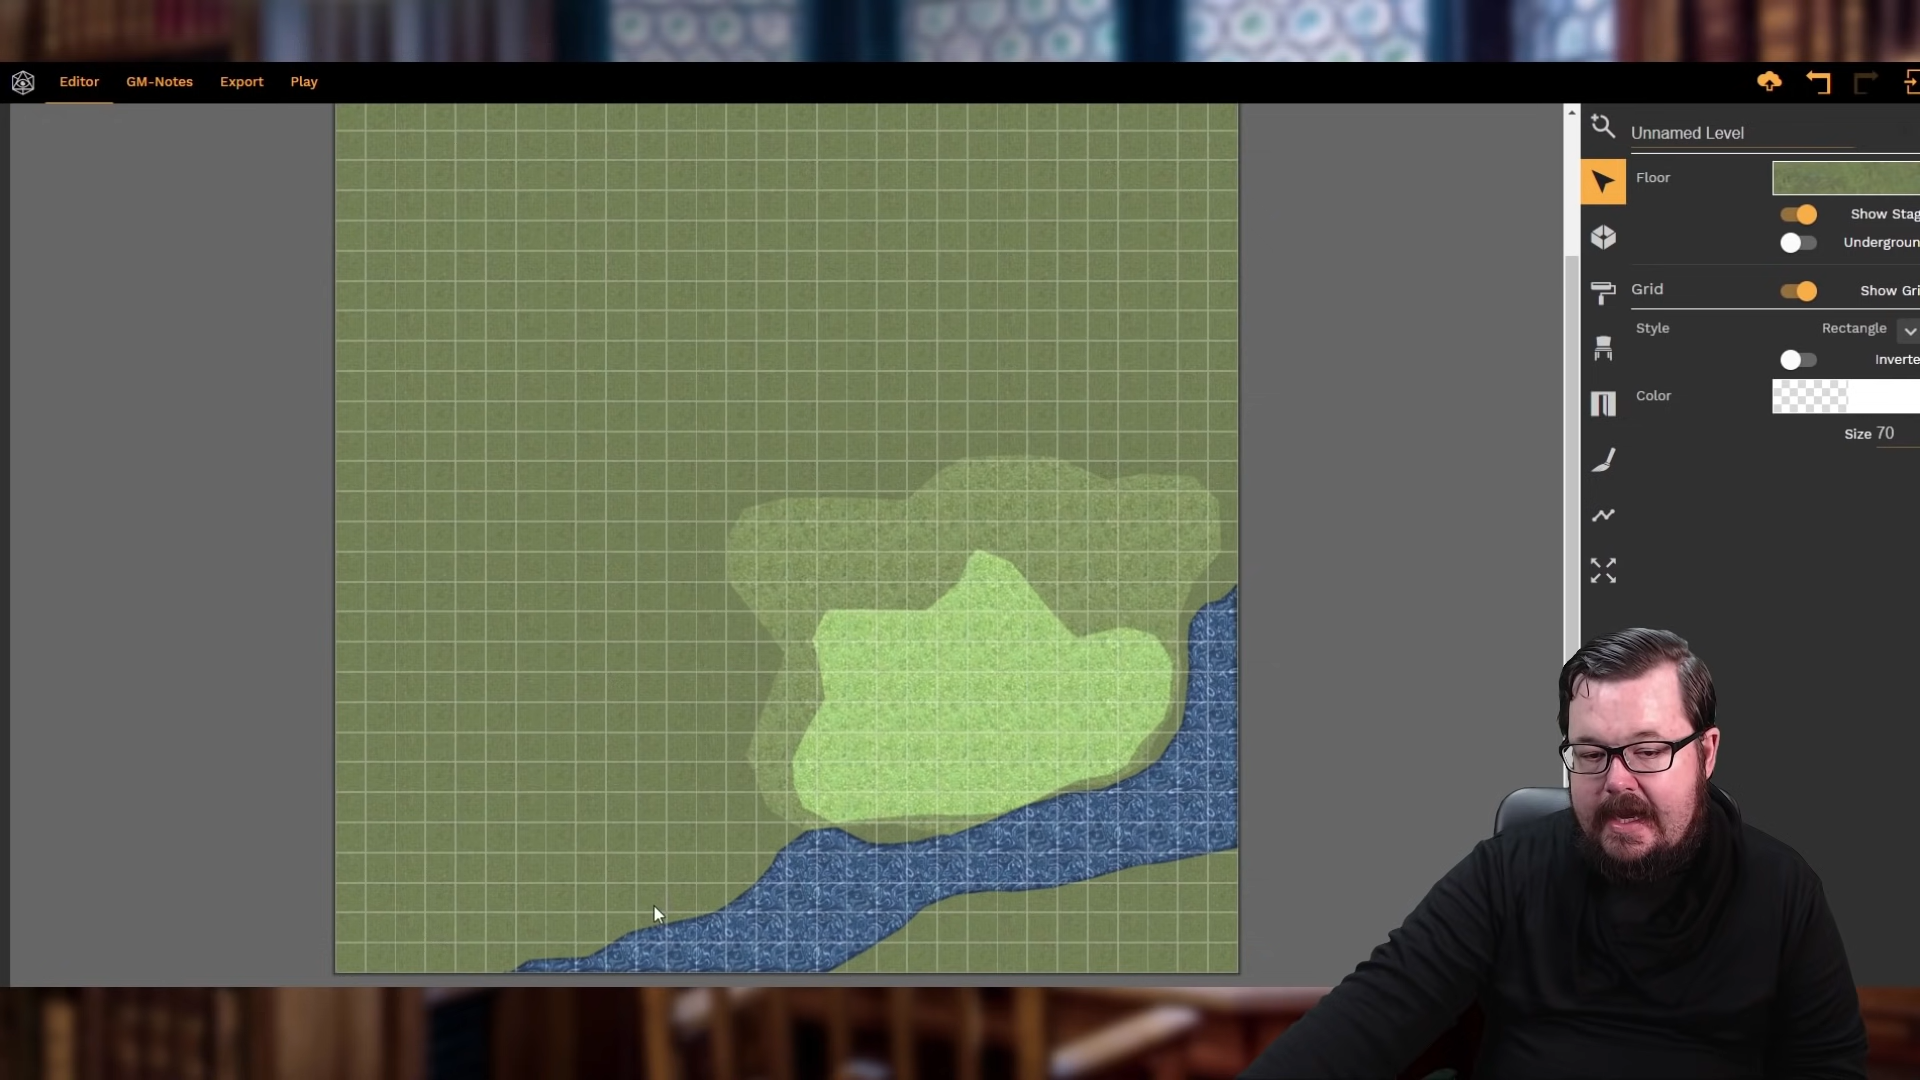 Editor GM-Notes Export Play
Unnamed Level
Floor
Show Stag
Undergroun
Grid Show Gri
Style Rectangle
Inverte
Color
Size 70